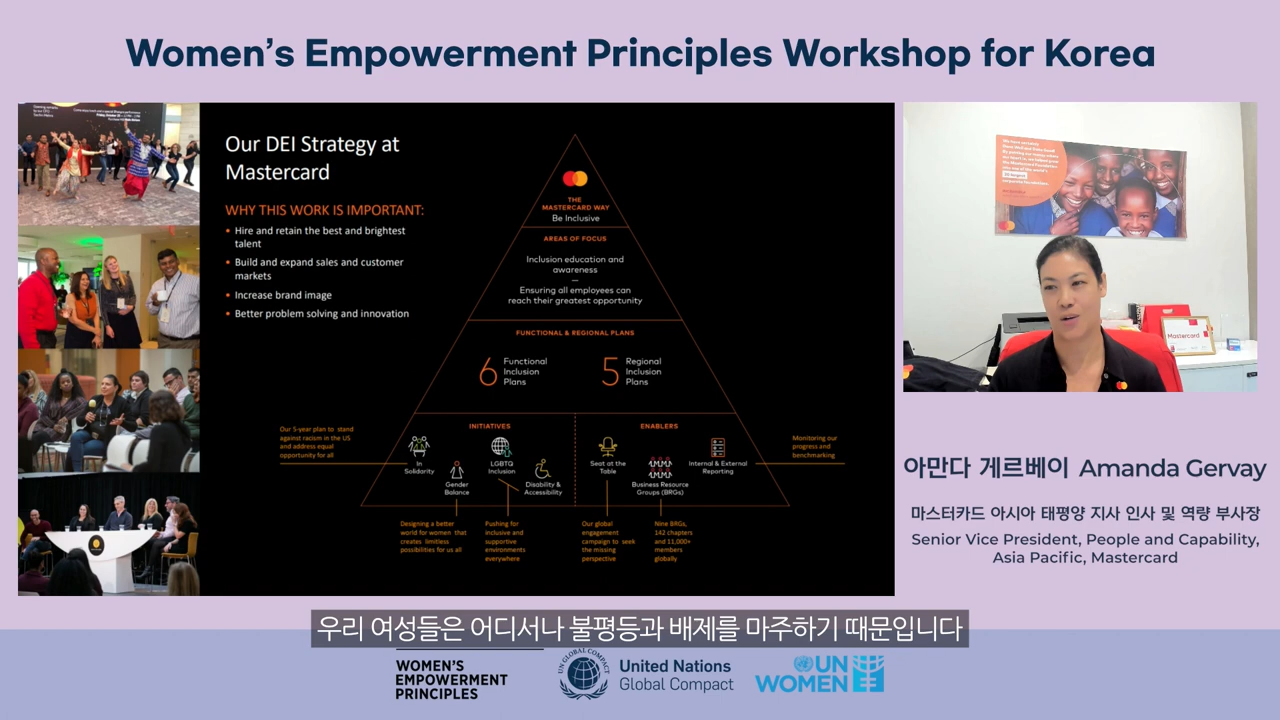 Women's Empowerment Principles Workshop for Korea
Our DEI Strategy at
Mastercard
WHY THIS WORK IS IMPORTANT:
• Hire and retain the best and brightest
talent
• Build and expand sales and customer
markets
• Increase brand image
• Better problem solving and innovation
THE
MASTERCARD WAY
Be Inclusive
AREAS OF FOCUS
Inclusion education and
awareness
—
Ensuring all employees can
reach their greatest opportunity
FUNCTIONAL & REGIONAL PLANS
6 Functional
Inclusion
Plans
5 Regional
Inclusion
Plans
INITIATIVES
ENABLERS
Our 5-year plan to stand
against racism in the US
and address equal
opportunity for all
In
Solidarity
Gender
Balance
LGBTQ
Inclusion
Disability &
Accessibility
Seat at the
Table
Business Resource
Groups (BRGs)
Internal & External
Reporting
Monitoring our
progress and
benchmarking
Designing a better
world for women that
creates limitless
possibilities for us all
Pushing for
inclusive and
supportive
environments
everywhere
Our global
engagement
campaign to seek
the missing
perspective
Nine BRGs,
142 chapters
and 11,000+
members
globally
Mastercard
아만다 게르베이 Amanda Gervay
마스터카드 아시아 태평양 지사 인사 및 역량 부사장
Senior Vice President, People and Capability,
Asia Pacific, Mastercard
우리 여성들은 어디서나 불평등과 배제를 마주하기 때문입니다
WOMEN'S
EMPOWERMENT
PRINCIPLES
UN GLOBAL COMPACT
United Nations
Global Compact
UN
WOMEN